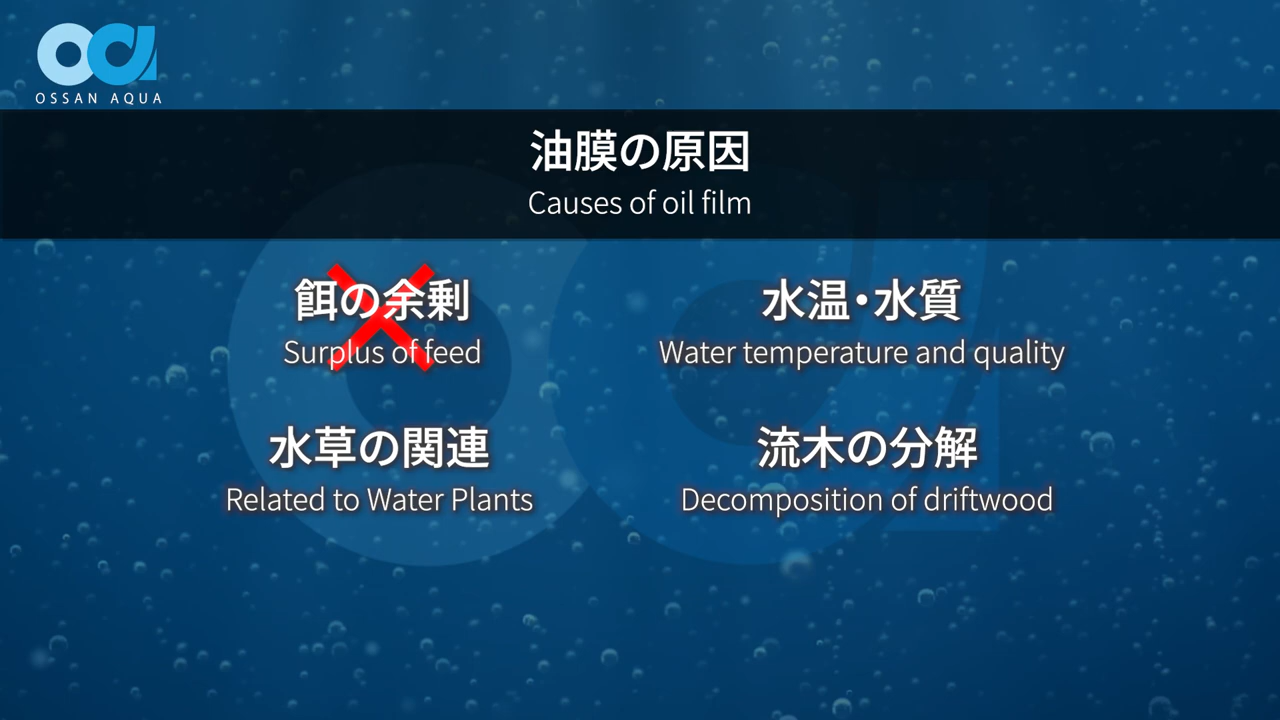 OSSAN AQUA
油膜の原因
Causes of oil film
餌の余剰
Surplus of feed
水温・水質
Water temperature and quality
水草の関連
Related to Water Plants
流木の分解
Decomposition of driftwood